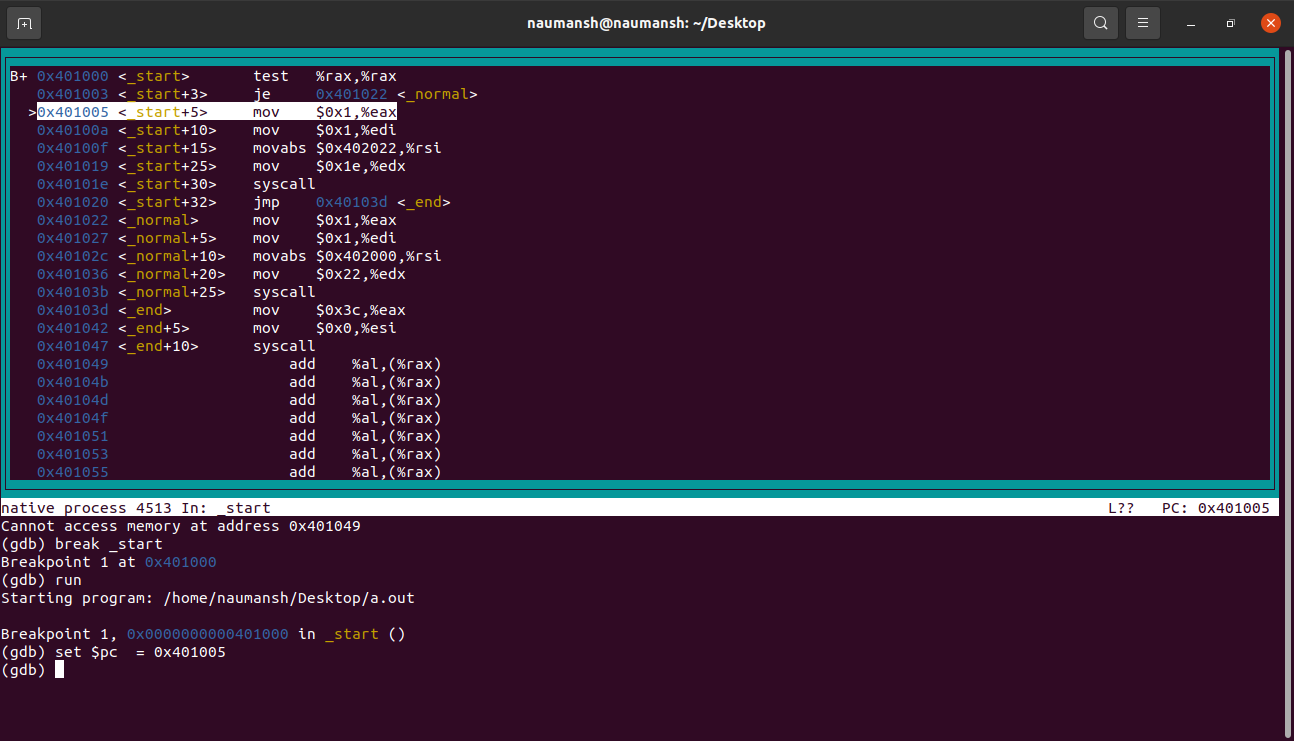 naumansh@naumansh: ~/Desktop
B+ 0x401000 <_start>       test   %rax,%rax
   0x401003 <_start+3>     je     0x401022 <_normal>
  >0x401005 <_start+5>     mov    $0x1,%eax
   0x40100a <_start+10>    mov    $0x1,%edi
   0x40100f <_start+15>    movabs $0x402022,%rsi
   0x401019 <_start+25>    mov    $0x1e,%edx
   0x40101e <_start+30>    syscall
   0x401020 <_start+32>    jmp    0x40103d <_end>
   0x401022 <_normal>      mov    $0x1,%eax
   0x401027 <_normal+5>    mov    $0x1,%edi
   0x40102c <_normal+10>   movabs $0x402000,%rsi
   0x401036 <_normal+20>   mov    $0x22,%edx
   0x40103b <_normal+25>   syscall
   0x40103d <_end>         mov    $0x3c,%eax
   0x401042 <_end+5>       mov    $0x0,%esi
   0x401047 <_end+10>      syscall
   0x401049                    add    %al,(%rax)
   0x40104b                    add    %al,(%rax)
   0x40104d                    add    %al,(%rax)
   0x40104f                    add    %al,(%rax)
   0x401051                    add    %al,(%rax)
   0x401053                    add    %al,(%rax)
   0x401055                    add    %al,(%rax)
native process 4513 In: _start                    L??   PC: 0x401005
Cannot access memory at address 0x401049
(gdb) break _start
Breakpoint 1 at 0x401000
(gdb) run
Starting program: /home/naumansh/Desktop/a.out
Breakpoint 1, 0x0000000000401000 in _start ()
(gdb) set $pc  = 0x401005
(gdb)